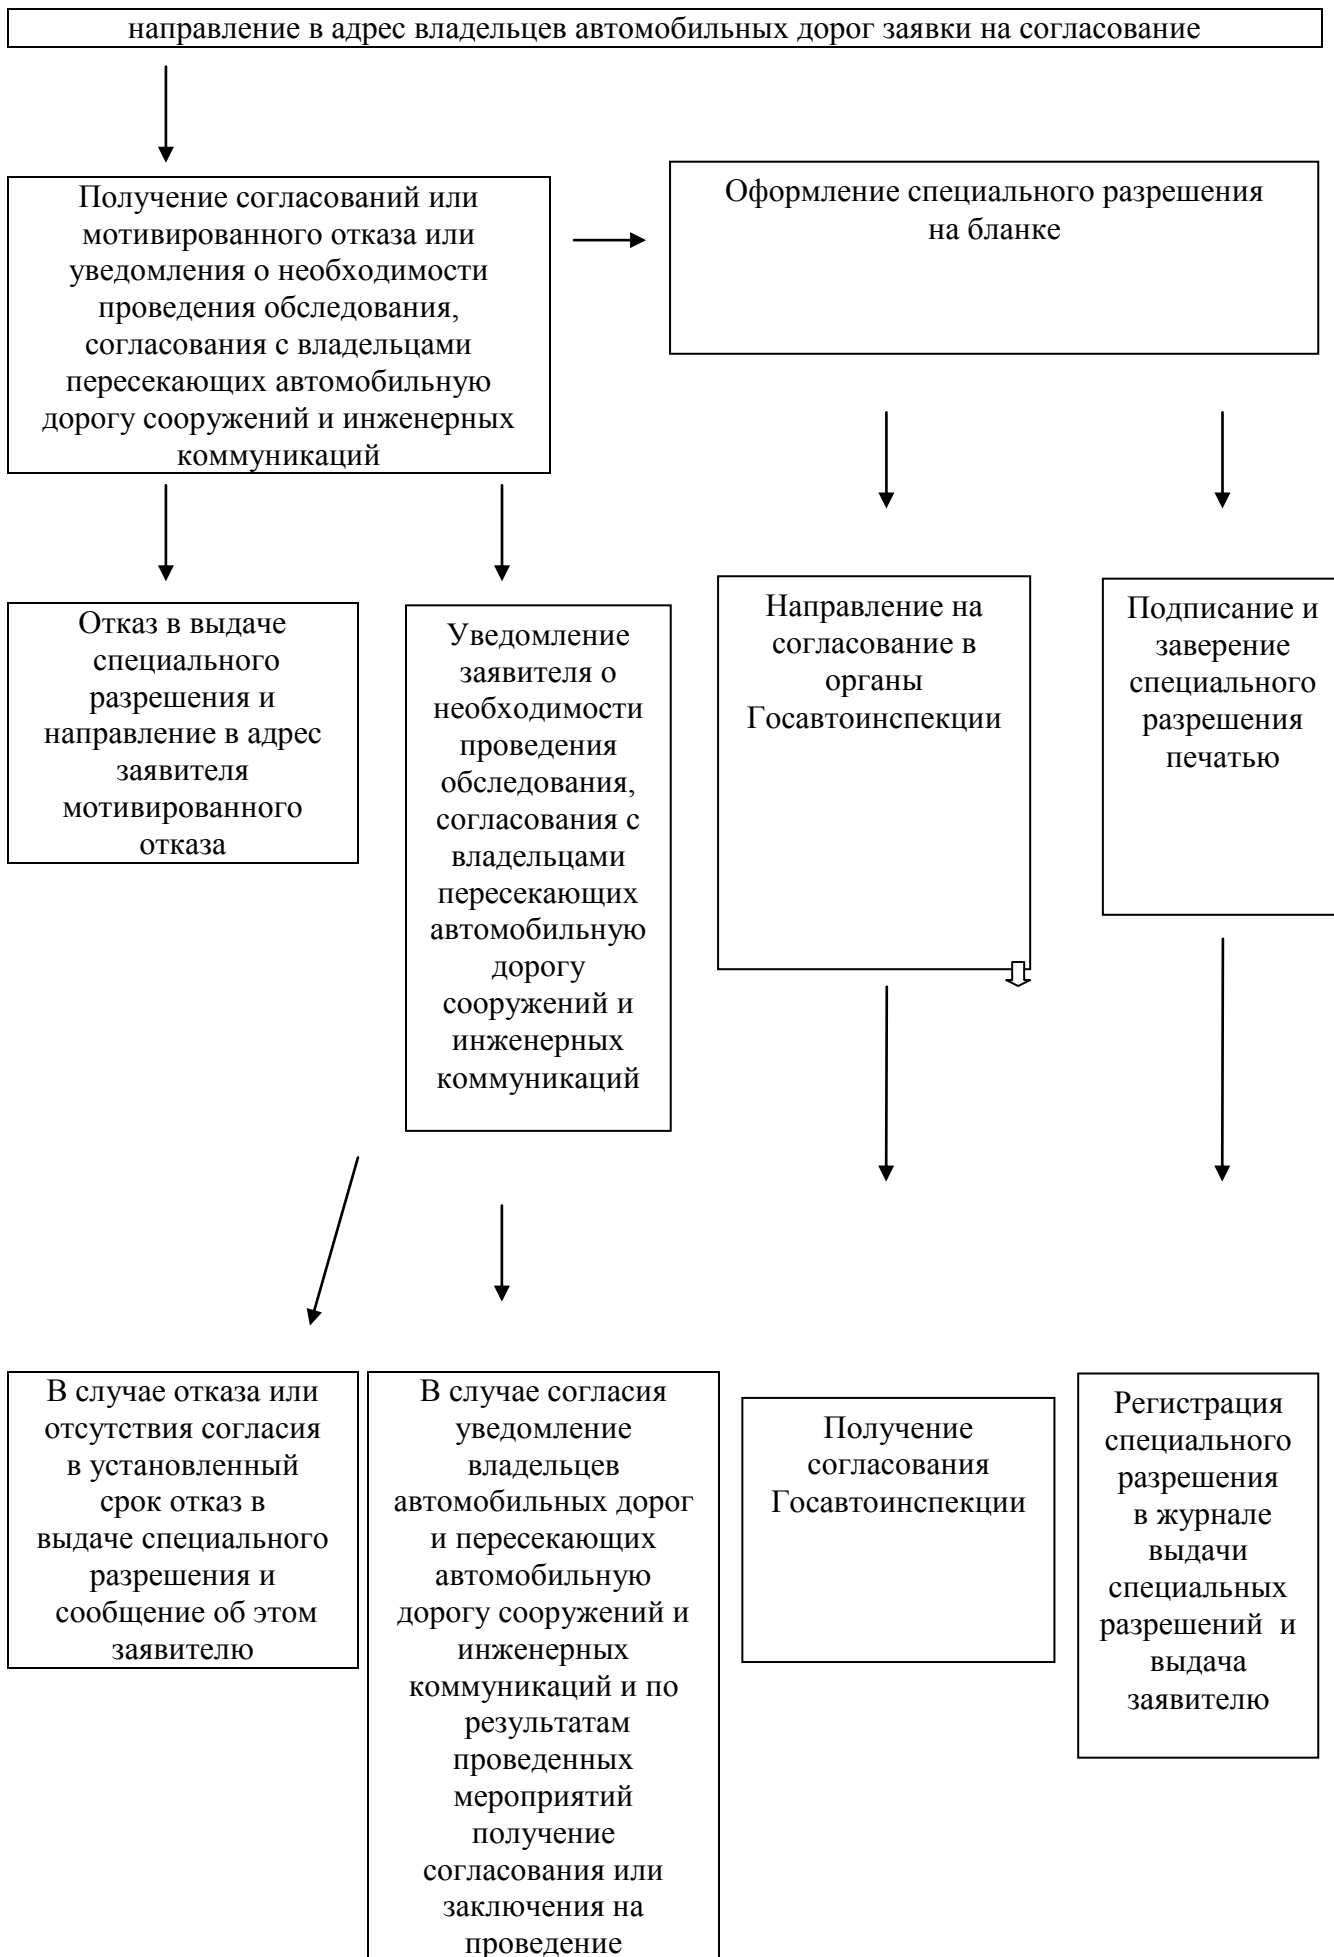 направление в адрес владельцев автомобильных дорог заявки на согласование
Получение согласований или
мотивированного отказа или
уведомления о необходимости
проведения обследования,
согласования с владельцами
пересекающих автомобильную
дорогу сооружений и инженерных
коммуникаций
Оформление специального разрешения
на бланке
Отказ в выдаче
специального
разрешения и
направление в адрес
заявителя
мотивированного
отказа
Уведомление
заявителя о
необходимости
проведения
обследования,
согласования с
владельцами
пересекающих
автомобильную
дорогу
сооружений и
инженерных
коммуникаций
Направление на
согласование в
органы
Госавтоинспекции
Подписание и
заверение
специального
разрешения
печатью
В случае отказа или
отсутствия согласия
в установленный
срок отказ в
выдаче специального
разрешения и
сообщение об этом
заявителю
В случае согласия
уведомление
владельцев
автомобильных дорог
и пересекающих
автомобильную
дорогу сооружений и
инженерных
коммуникаций и по
результатам
проведенных
мероприятий
получение
согласования или
заключения на
проведение
Получение
согласования
Госавтоинспекции
Регистрация
специального
разрешения
в журнале
выдачи
специальных
разрешений и
выдача
заявителю